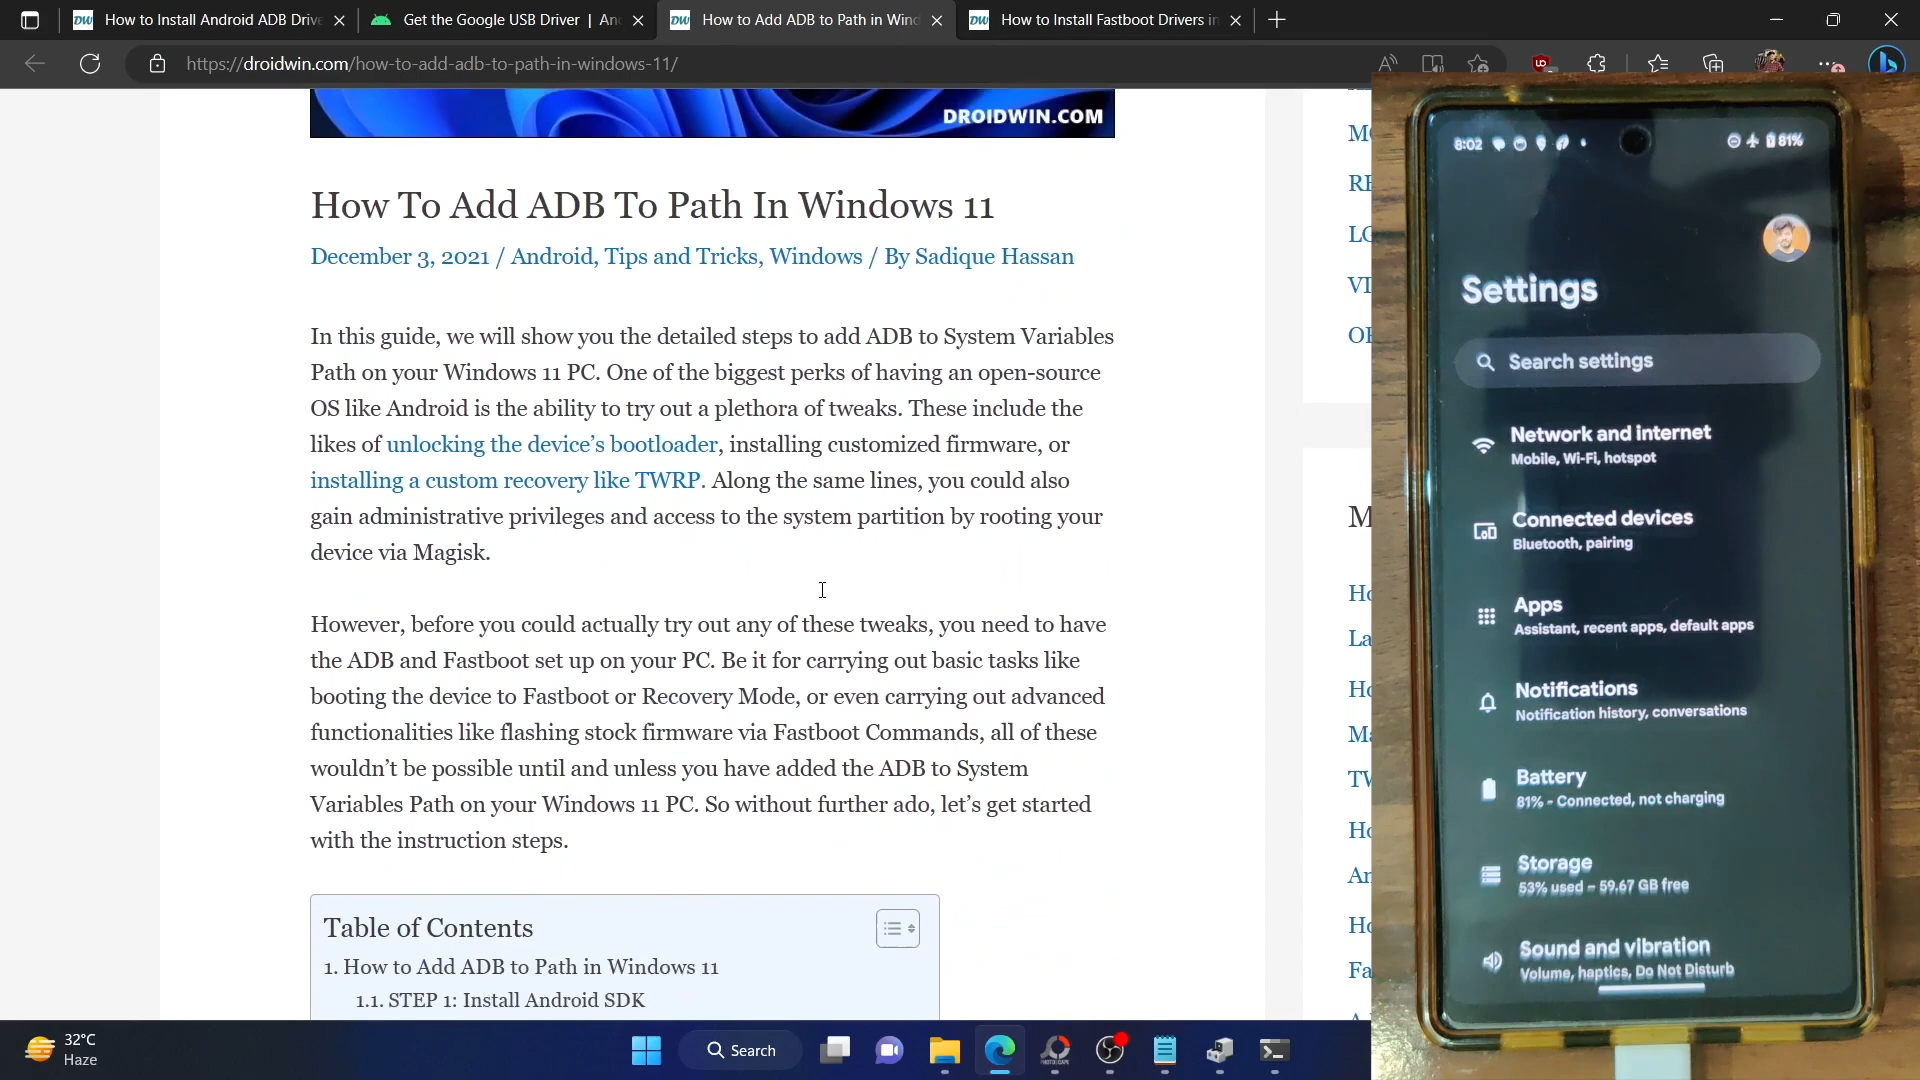 How to Install Android ADB Drive
Get the Google USB Driver | An
How to Add ADB to Path in Wind
How to Install Fastboot Drivers in
https://droidwin.com/how-to-add-adb-to-path-in-windows-11/
DROIDWIN.COM
How To Add ADB To Path In Windows 11
December 3, 2021 / Android, Tips and Tricks, Windows / By Sadique Hassan
In this guide, we will show you the detailed steps to add ADB to System Variables
Path on your Windows 11 PC. One of the biggest perks of having an open-source
OS like Android is the ability to try out a plethora of tweaks. These include the
likes of unlocking the device’s bootloader, installing customized firmware, or
installing a custom recovery like TWRP. Along the same lines, you could also
gain administrative privileges and access to the system partition by rooting your
device via Magisk.
However, before you could actually try out any of these tweaks, you need to have
the ADB and Fastboot set up on your PC. Be it for carrying out basic tasks like
booting the device to Fastboot or Recovery Mode, or even carrying out advanced
functionalities like flashing stock firmware via Fastboot Commands, all of these
wouldn’t be possible until and unless you have added the ADB to System
Variables Path on your Windows 11 PC. So without further ado, let’s get started
with the instruction steps.
Table of Contents
1. How to Add ADB to Path in Windows 11
1.1. STEP 1: Install Android SDK
8:02
81%
Settings
Search settings
Network and internet
Mobile, Wi-Fi, hotspot
Connected devices
Bluetooth, pairing
Apps
Assistant, recent apps, default apps
Notifications
Notification history, conversations
Battery
81% - Connected, not charging
Storage
53% used - 59.67 GB free
Sound and vibration
Volume, haptics, Do Not Disturb
32°C
Haze
Search